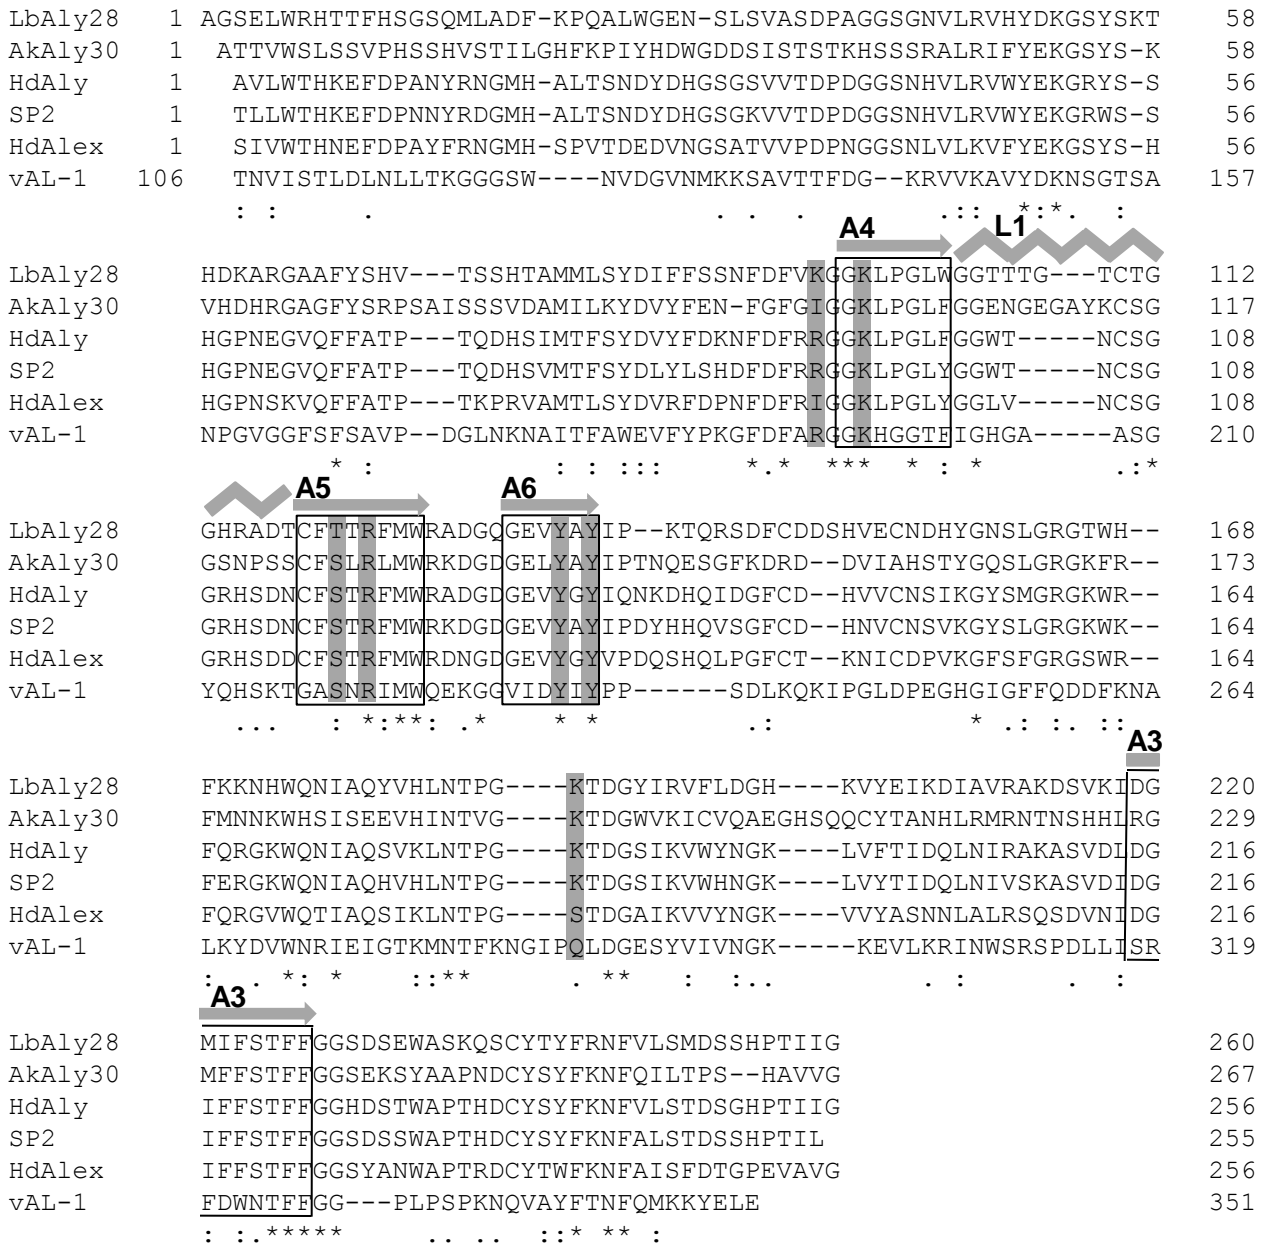 LbAly28 1 AGSELWRHTTFHSGSQMLADF-KPQALWGEN-SLSVASDPAGGSGNVLRVHYDKGSYSKT 58
AkAly30 1 ATTVWSLSSVPHSSHVSTILGHFKPIYHDWGDDSISTSTKHSSSRALRIFYEKGSYS-K 58
HdAly 1 AVLWTHKEFDPANYRNGMH-ALTSNDYDHGSGSVVTDPDGGSNHVLRVWYEKGRYS-S 56
SP2 1 TLLWTHKEFDPNNYRDGMH-ALTSNDYDHGSGKVVTDPDGGSNHVLRVWYEKGRWS-S 56
HdAlex 1 SIVWTHNEFDPAYFRNGMH-SPVTDEDVNGSATVVPDPNGGSNLVLKVFYEKGSYS-H 56
vAL-1 106 TNVISTLDLNLLTKGGGSW----NVDGVNMKKSAVTTFDG--KRVVKAVYDKNSGTSA 157
: : . . . . .:: *:*. :
A4 L1
LbAly28 HDKARGAAFYSHV---TSSHTAMMLSYDIFFSSNFDFVKGGKLPGLWGGTTTG---TCTG 112
AkAly30 VHDHRGAGFYSRPSAISSSVDAMILKYDVYFEN-FGFGIGGKLPGLFGGENGEGAYKCSG 117
HdAly HGPNEGVQFFATP---TQDHSIMTFSYDVYFDKNFDFRRGGKLPGLFGGWT-----NCSG 108
SP2 HGPNEGVQFFATP---TQDHSVMTFSYDLYLSHDFDFRRGGKLPGLYGGWT-----NCSG 108
HdAlex HGPNSKVQFFATP---TKPRVAMTLSYDVRFDPNFDFRIGGKLPGLYGGLV-----NCSG 108
vAL-1 NPGVGGFSFSAVP--DGLNKNAITFAWEVFYPKGFDFARGGKHGGTFIGHGA-----ASG 210
* : : : ::: *.* *** * : * .:*
A5 A6
LbAly28 GHRADTCFTTRFMWRADGQGEVYAYIP--KTQRSDFCDDSHVECNDHYGNSLGRGTWH-- 168
AkAly30 GSNPSSCFSLRLMWRKDGDGELYAYIPTNQESGFKDRD--DVIAHSTYGQSLGRGKFR-- 173
HdAly GRHSDNCFSTRFMWRADGDGEVYGYIQNKDHQIDGFCD--HVVCNSIKGYSMGRGKWR-- 164
SP2 GRHSDNCFSTRFMWRKDGDGEVYAYIPDYHHQVSGFCD--HNVCNSVKGYSLGRGKWK-- 164
HdAlex GRHSDDCFSTRFMWRDNGDGEVYGYVPDQSHQLPGFCT--KNICDPVKGFSFGRGSWR-- 164
vAL-1 YQHSKTGASNRIMWQEKGGVIDYIYPP------SDLKQKIPGLDPEGHGIGFFQDDFKNA 264
... : *:**: .* * * .: * .: :. ::
A3
LbAly28 FKKNHWQNIAQYVHLNTPG----KTDGYIRVFLDGH----KVYEIKDIAVRAKDSVKIDG 220
AkAly30 FMNNKWHSISEEVHINTVG----KTDGWVKICVQAEGHSQQCYTANHLRMRNTNSHHLRG 229
HdAly FQRGKWQNIAQSVKLNTPG----KTDGSIKVWYNGK----LVFTIDQLNIRAKASVDLDG 216
SP2 FERGKWQNIAQHVHLNTPG----KTDGSIKVWHNGK----LVYTIDQLNIVSKASVDIDG 216
HdAlex FQRGVWQTIAQSIKLNTPG----STDGAIKVVYNGK----VVYASNNLALRSQSDVNIDG 216
vAL-1 LKYDVWNRIEIGTKMNTFKNGIPQLDGESYVIVNGK-----KEVLKRINWSRSPDLLISR 319
: . *: * ::** . ** : :.. . : . :
A3
LbAly28 MIFSTFFGGSDSEWASKQSCYTYFRNFVLSMDSSHPTIIG 260
AkAly30 MFFSTFFGGSEKSYAAPNDCYSYFKNFQILTPS--HAVVG 267
HdAly IFFSTFFGGHDSTWAPTHDCYSYFKNFVLSTDSGHPTIIG 256
SP2 IFFSTFFGGSDSSWAPTHDCYSYFKNFALSTDSSHPTIL 255
HdAlex IFFSTFFGGSYANWAPTRDCYTWFKNFAISFDTGPEVAVG 256
vAL-1 FDWNTFFGG---PLPSPKNQVAYFTNFQMKKYELE 351
: :.***** .. .. ::* ** :